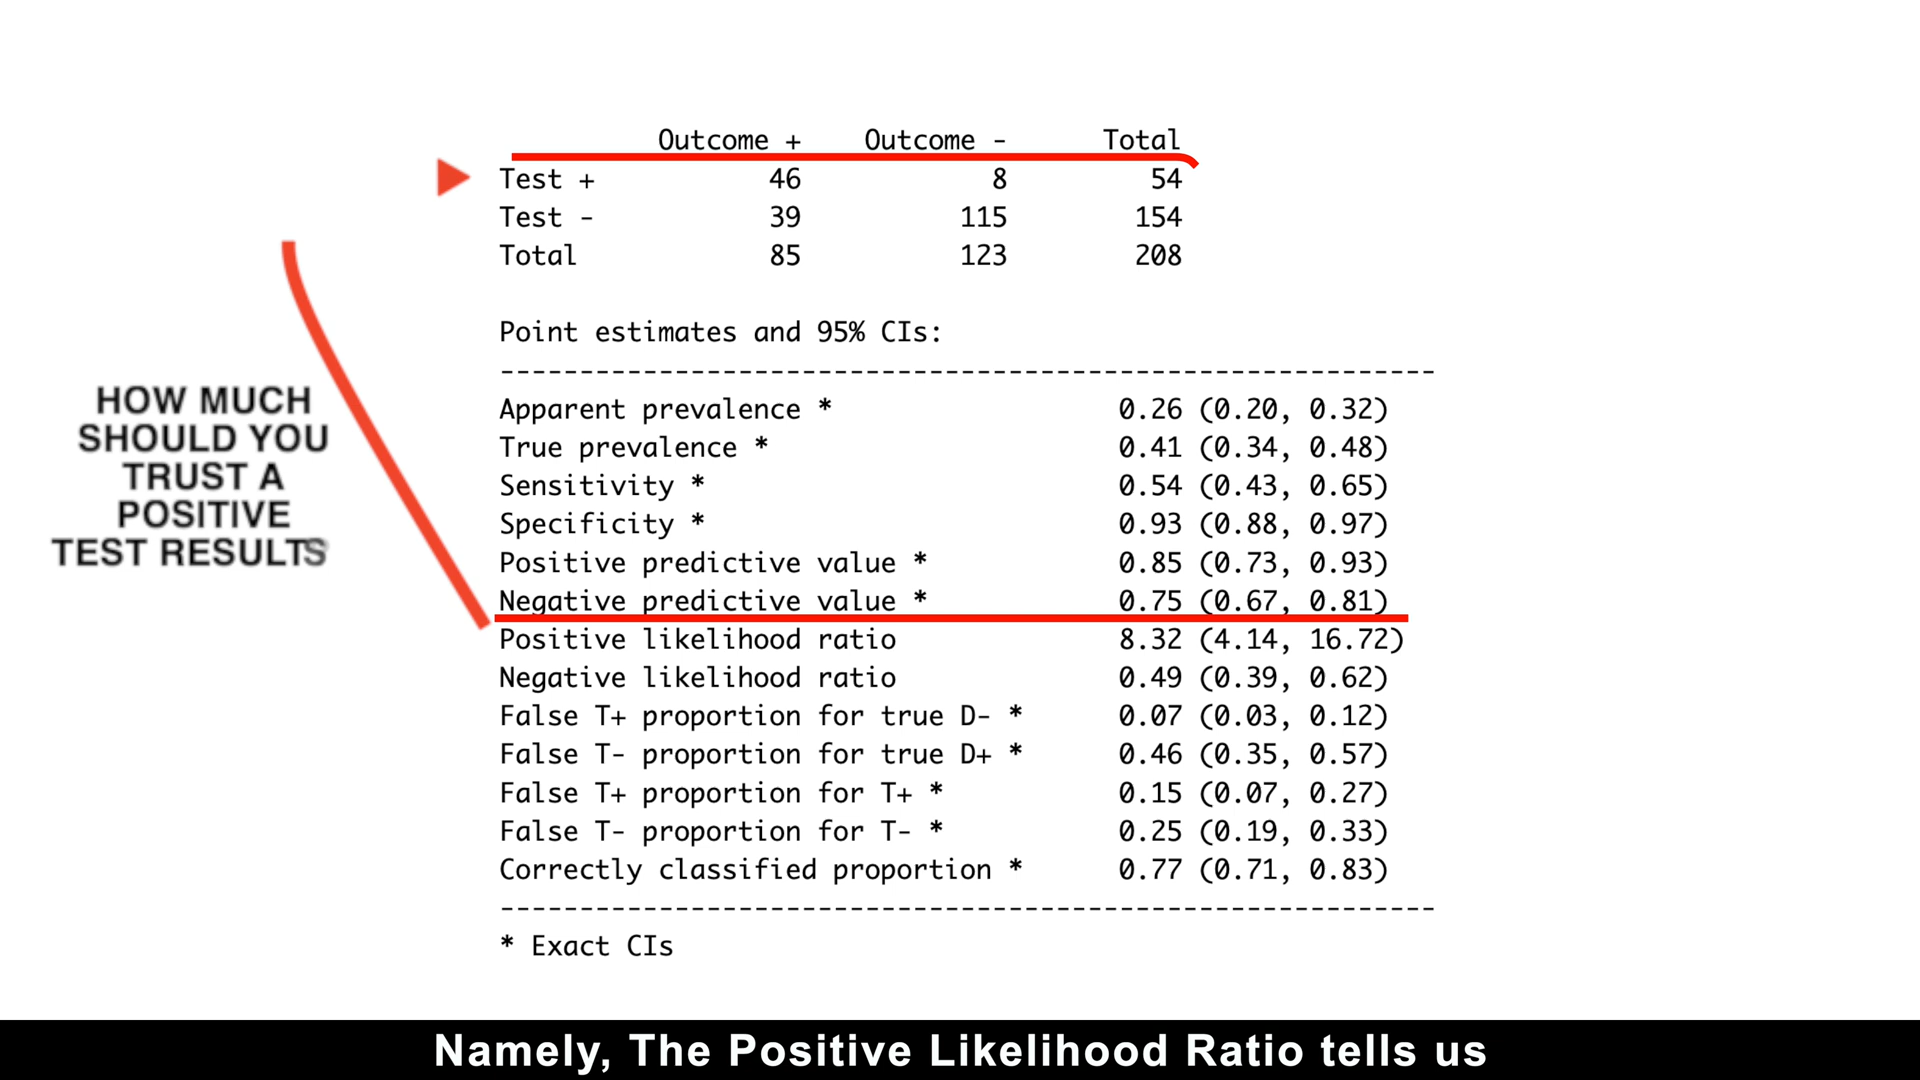 Outcome + Outcome - Total
Test + 46 8 54
Test - 39 115 154
Total 85 123 208
Point estimates and 95% CIs:
-----------------------------------------------------------
Apparent prevalence * 0.26 (0.20, 0.32)
True prevalence * 0.41 (0.34, 0.48)
Sensitivity * 0.54 (0.43, 0.65)
Specificity * 0.93 (0.88, 0.97)
Positive predictive value * 0.85 (0.73, 0.93)
Negative predictive value * 0.75 (0.67, 0.81)
Positive likelihood ratio 8.32 (4.14, 16.72)
Negative likelihood ratio 0.49 (0.39, 0.62)
False T+ proportion for true D- * 0.07 (0.03, 0.12)
False T- proportion for true D+ * 0.46 (0.35, 0.57)
False T+ proportion for T+ * 0.15 (0.07, 0.27)
False T- proportion for T- * 0.25 (0.19, 0.33)
Correctly classified proportion * 0.77 (0.71, 0.83)
-----------------------------------------------------------
* Exact CIs
HOW MUCH
SHOULD YOU
TRUST A
POSITIVE
TEST RESULTS
Namely, The Positive Likelihood Ratio tells us